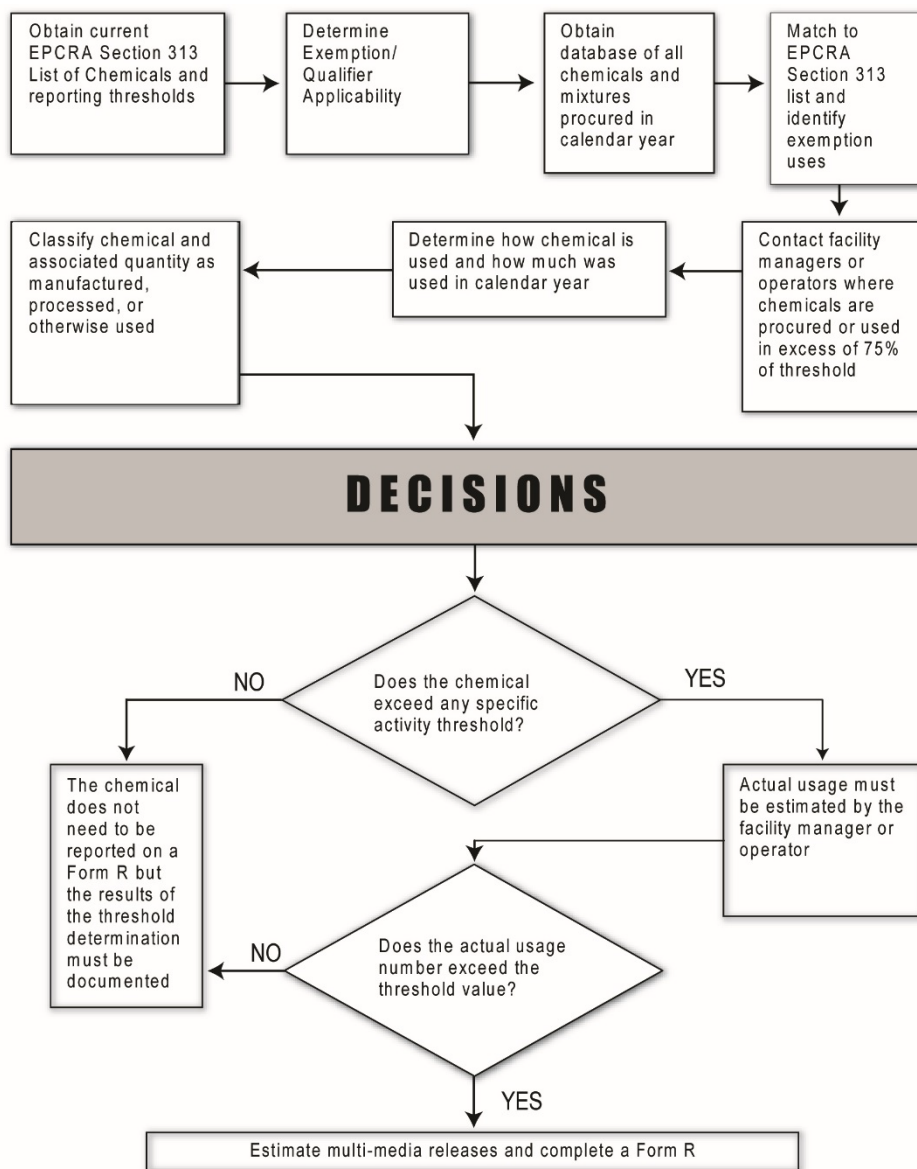 Obtain current
EPCRA Section 313
List of Chemicals and
reporting thresholds
Determine
Exemption/
Qualifier
Applicability
Obtain
database of all
chemicals and
mixtures
procured in
calendar year
Match to
EPCRA
Section 313
list and
identify
exemption
uses
Contact facility
managers or
operators where
chemicals are
procured or used
in excess of 75%
of threshold
Determine how chemical is
used and how much was
used in calendar year
Classify chemical and
associated quantity as
manufactured,
processed, or
otherwise used
DECISIONS
Does the chemical
exceed any specific
activity threshold?
NO
YES
The chemical
does not
need to be
reported on a
Form R but
the results of
the threshold
determination
must be
documented
Actual usage must
be estimated by the
facility manager or
operator
Does the actual usage
number exceed the
threshold value?
NO
YES
Estimate multi-media releases and complete a Form R